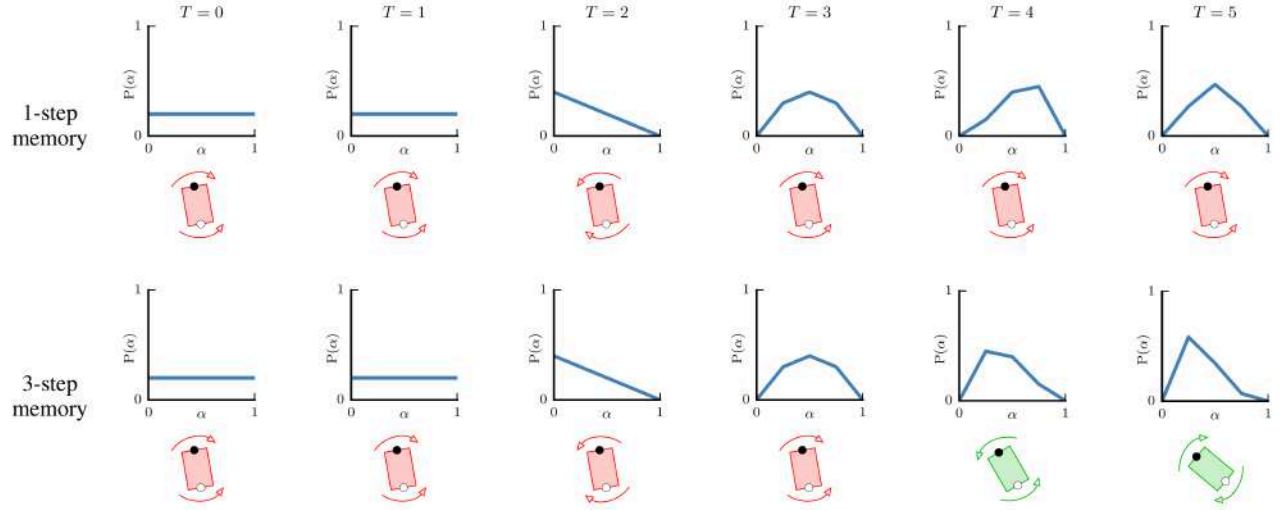 T = 0 T = 1 T = 2 T = 3 T = 4 T = 5
1 1 1 1 1 1
P(α) P(α) P(α) P(α) P(α) P(α)
1-step
memory
0 0 0 0 0 0
0 α 1 0 α 1 0 α 1 0 α 1 0 α 1 0 α 1
1 1 1 1 1 1
P(α) P(α) P(α) P(α) P(α) P(α)
3-step
memory
0 0 0 0 0 0
0 α 1 0 α 1 0 α 1 0 α 1 0 α 1 0 α 1